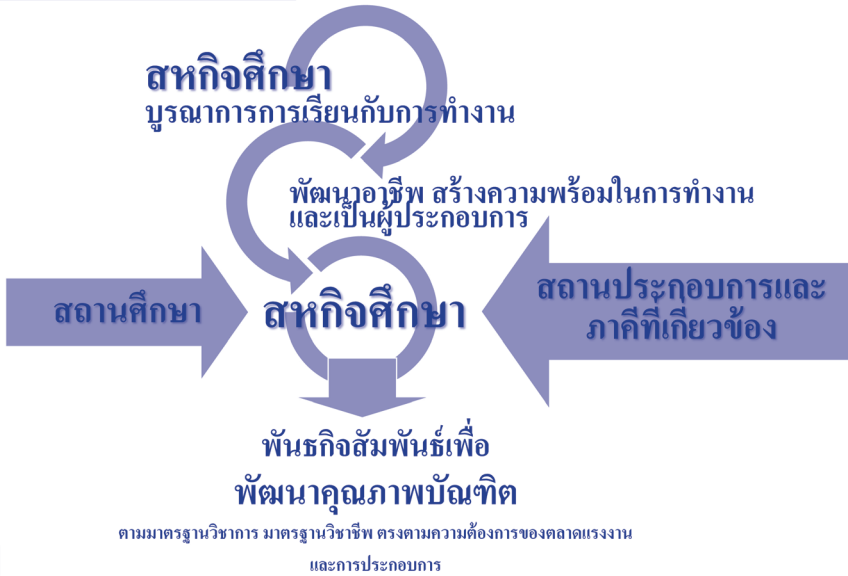 สหกิจศึกษา
บูรณาการการเรียนกับการทำงาน
พัฒนาอาชีพ สร้างความพร้อมในการทำงาน
และเป็นผู้ประกอบการ
สถานศึกษา
สหกิจศึกษา
สถานประกอบการและ
ภาคีที่เกี่ยวข้อง
พันธกิจสัมพันธ์เพื่อ
พัฒนาคุณภาพบัณฑิต
ตามมาตรฐานวิชาการ มาตรฐานวิชาชีพ ตรงตามความต้องการของตลาดแรงงาน
และการประกอบการ